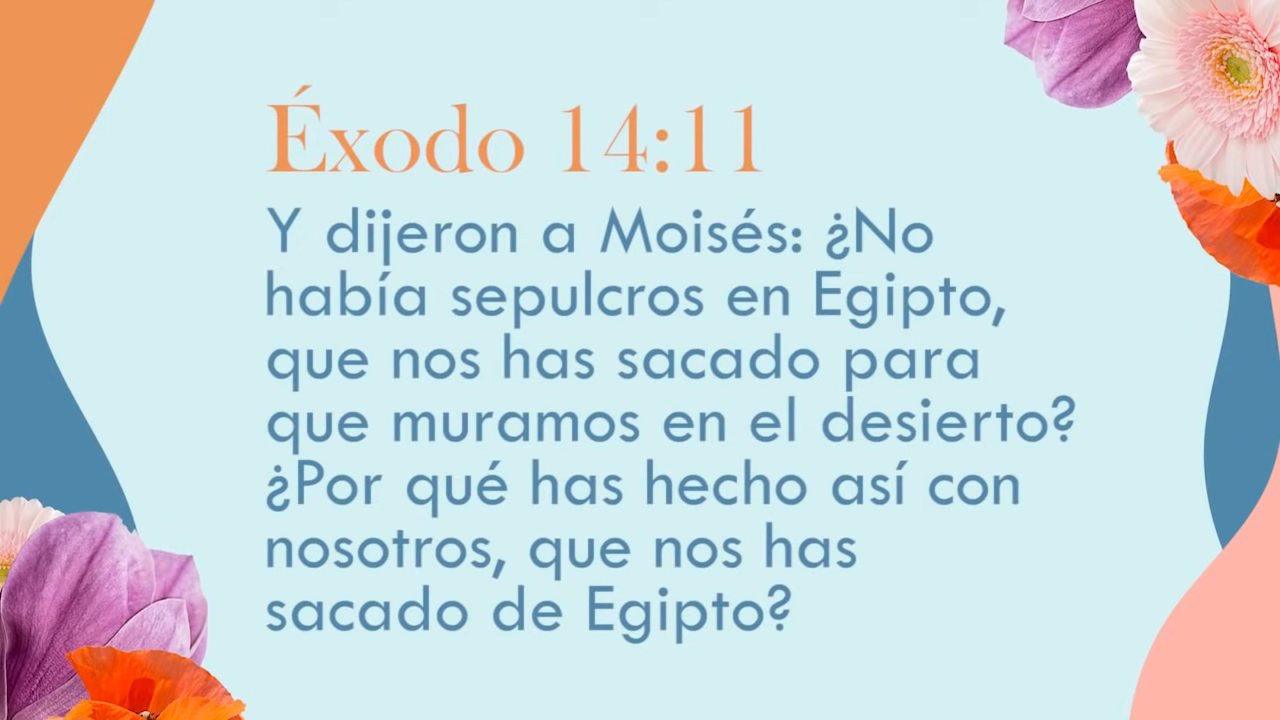 Éxodo 14:11
Y dijeron a Moisés: ¿No
había sepulcros en Egipto,
que nos has sacado para
que muramos en el desierto?
¿Por qué has hecho así con
nosotros, que nos has
sacado de Egipto?